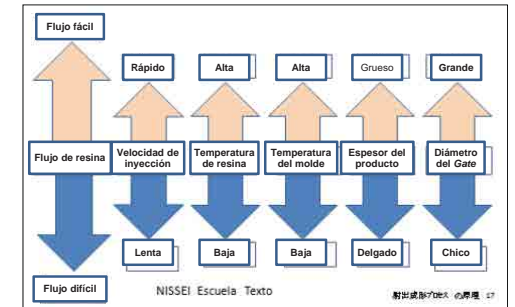 Flujo fácil
Rápido
Alta
Alta
Grueso
Grande
Flujo de resina
Velocidad de
inyección
Temperatura
de resina
Temperatura
del molde
Espesor del
producto
Diámetro
del Gate
Lenta
Baja
Baja
Delgado
Chico
Flujo difícil
NISSEI Escuela Texto
射出成形プロセスの原理